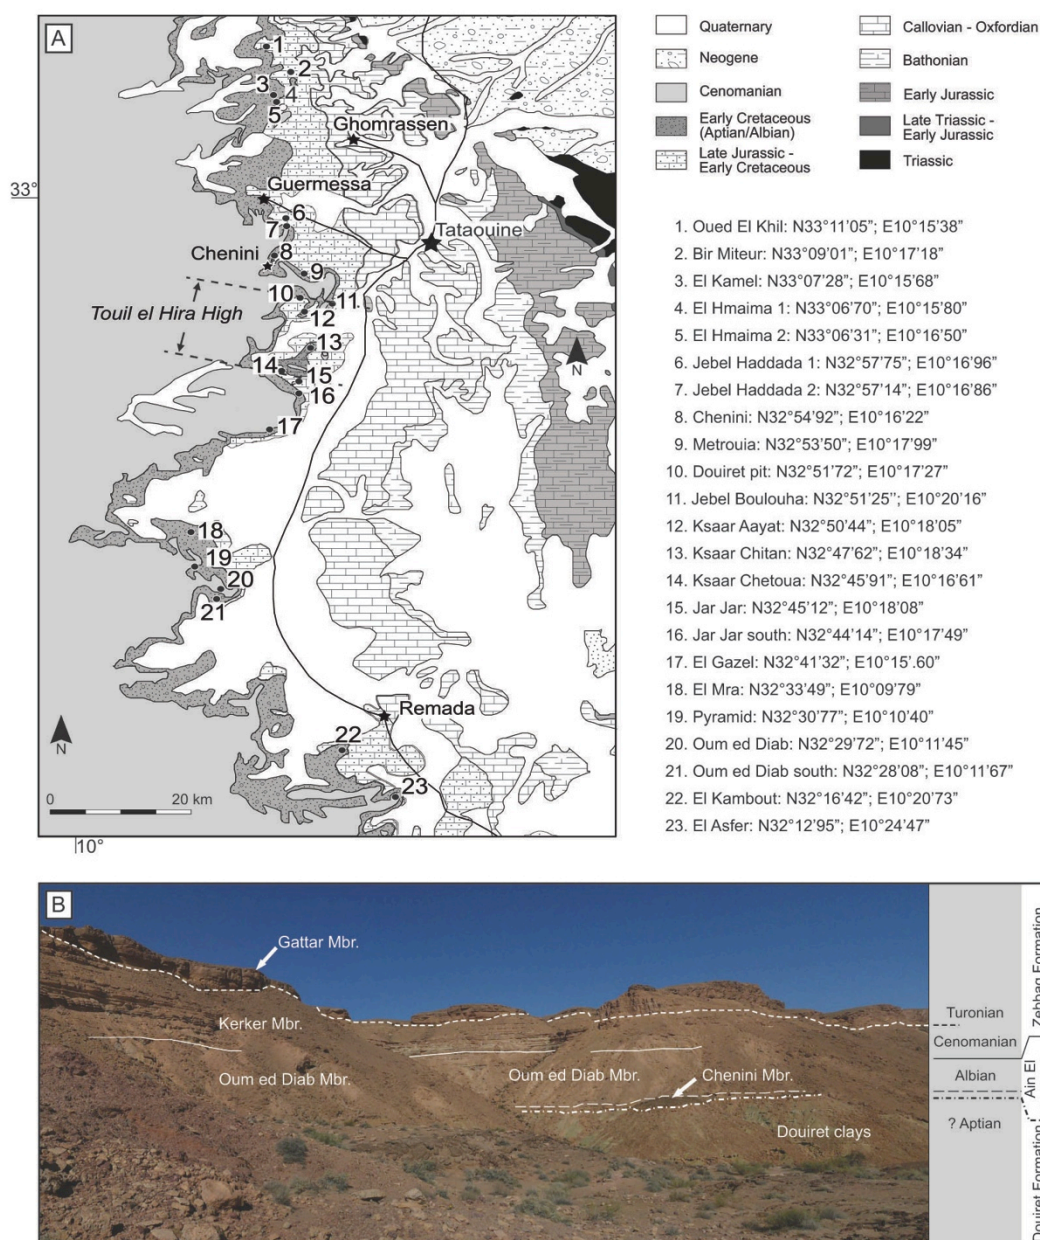 A
1
2
3
4
5
Ghomrassen
33°
Guermessa
6
7
Tataouine
8
Chenini
9
10
11
Touil el Hira High
12
13
14
N
15
16
17
18
19
20
21
Remada
22
N
23
0 20 km
10°
Quaternary
Neogene
Cenomanian
Early Cretaceous
(Aptian/Albian)
Late Jurassic -
Early Cretaceous
Callovian - Oxfordian
Bathonian
Early Jurassic
Late Triassic -
Early Jurassic
Triassic
1. Oued El Khil: N33°11’05”; E10°15’38”
2. Bir Miteur: N33°09’01”; E10°17’18”
3. El Kamel: N33°07’28”; E10°15’68”
4. El Hmaima 1: N33°06’70”; E10°15’80”
5. El Hmaima 2: N33°06’31”; E10°16’50”
6. Jebel Haddada 1: N32°57’75”; E10°16’96”
7. Jebel Haddada 2: N32°57’14”; E10°16’86”
8. Chenini: N32°54’92”; E10°16’22”
9. Metrouia: N32°53’50”; E10°17’99”
10. Douiret pit: N32°51’72”; E10°17’27”
11. Jebel Boulouha: N32°51’25’’; E10°20’16”
12. Ksaar Aayat: N32°50’44”; E10°18’05”
13. Ksaar Chitan: N32°47’62”; E10°18’34”
14. Ksaar Chetoua: N32°45’91”; E10°16’61”
15. Jar Jar: N32°45’12”; E10°18’08”
16. Jar Jar south: N32°44’14”; E10°17’49”
17. El Gazel: N32°41’32”; E10°15’.60”
18. El Mra: N32°33’49”; E10°09’79”
19. Pyramid: N32°30’77”; E10°10’40”
20. Oum ed Diab: N32°29’72”; E10°11’45”
21. Oum ed Diab south: N32°28’08”; E10°11’67”
22. El Kambout: N32°16’42”; E10°20’73”
23. El Asfer: N32°12’95”; E10°24’47”
B
Gattar Mbr.
Kerker Mbr.
Oum ed Diab Mbr.
Oum ed Diab Mbr.
Chenini Mbr.
Douiret clays
Turonian
Cenomanian
Albian
? Aptian
Zebbag Formation
Ain El
Douiret Formation